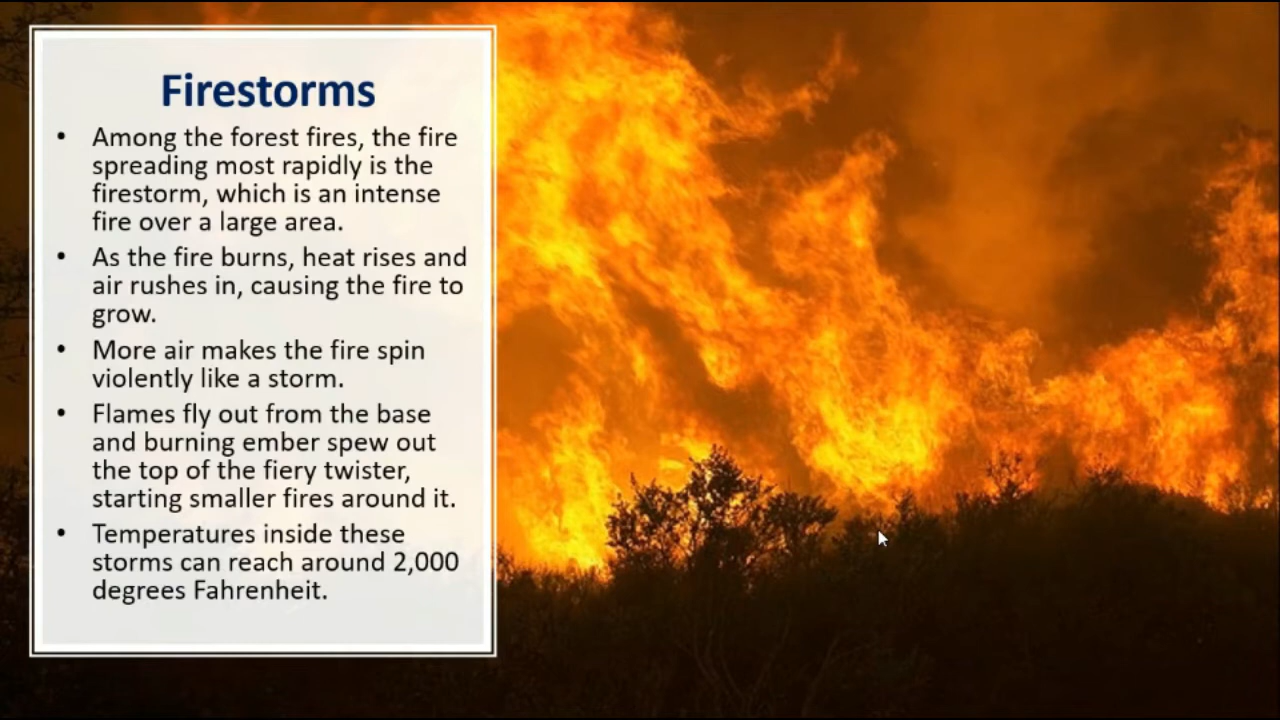 Firestorms
• Among the forest fires, the fire
spreading most rapidly is the
firestorm, which is an intense
fire over a large area.
• As the fire burns, heat rises and
air rushes in, causing the fire to
grow.
• More air makes the fire spin
violently like a storm.
• Flames fly out from the base
and burning ember spew out
the top of the fiery twister,
starting smaller fires around it.
• Temperatures inside these
storms can reach around 2,000
degrees Fahrenheit.